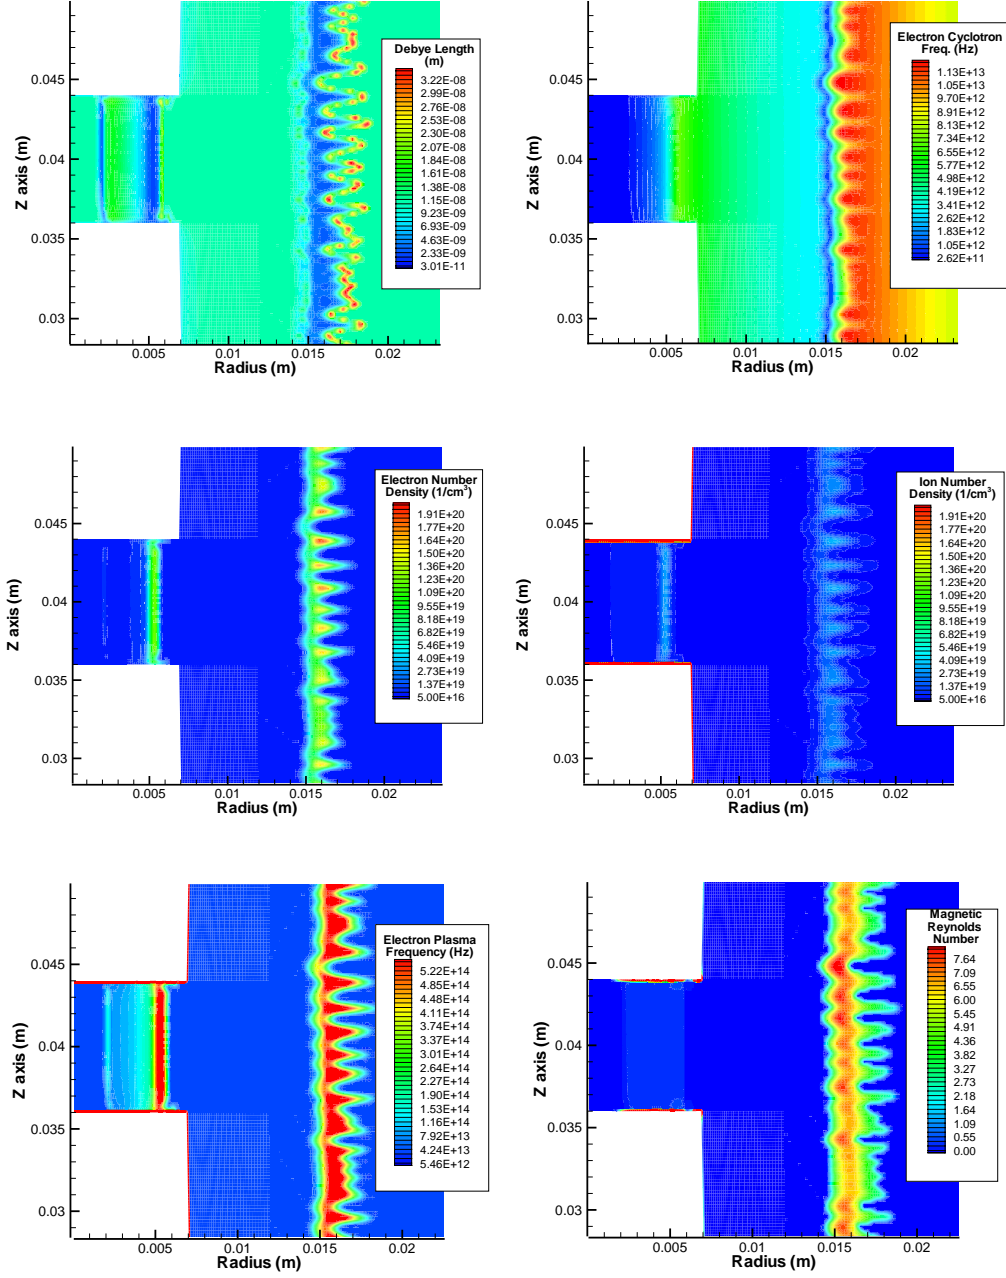 Debye Length
(m)
3.22E-08
2.99E-08
2.76E-08
2.53E-08
2.30E-08
2.07E-08
1.84E-08
1.61E-08
1.38E-08
1.15E-08
9.23E-09
6.93E-09
4.63E-09
2.33E-09
3.01E-11
Z axis (m)
0.045
0.04
0.035
0.03
0.005
0.01
0.015
0.02
Radius (m)
Electron Cyclotron
Freq. (Hz)
1.13E+13
1.05E+13
9.70E+12
8.91E+12
8.13E+12
7.34E+12
6.55E+12
5.77E+12
4.98E+12
4.19E+12
3.41E+12
2.62E+12
1.83E+12
1.05E+12
2.62E+11
Z axis (m)
0.045
0.04
0.035
0.03
0.005
0.01
0.015
0.02
Radius (m)
Electron Number
Density (1/cm³)
1.91E+20
1.77E+20
1.64E+20
1.50E+20
1.36E+20
1.23E+20
1.09E+20
9.55E+19
8.18E+19
6.82E+19
5.46E+19
4.09E+19
2.73E+19
1.37E+19
5.00E+16
Z axis (m)
0.045
0.04
0.035
0.03
0.005
0.01
0.015
0.02
Radius (m)
Ion Number
Density (1/cm³)
1.91E+20
1.77E+20
1.64E+20
1.50E+20
1.36E+20
1.23E+20
1.09E+20
9.55E+19
8.18E+19
6.82E+19
5.46E+19
4.09E+19
2.73E+19
1.37E+19
5.00E+16
Z axis (m)
0.045
0.04
0.035
0.03
0.005
0.01
0.015
0.02
Radius (m)
Electron Plasma
Frequency (Hz)
5.22E+14
4.85E+14
4.48E+14
4.11E+14
3.74E+14
3.37E+14
3.01E+14
2.64E+14
2.27E+14
1.90E+14
1.53E+14
1.16E+14
7.92E+13
4.24E+13
5.46E+12
Z axis (m)
0.045
0.04
0.035
0.03
0.005
0.01
0.015
0.02
Radius (m)
Magnetic
Reynolds
Number
7.64
7.09
6.55
6.00
5.45
4.91
4.36
3.82
3.27
2.73
2.18
1.64
1.09
0.55
0.00
Z axis (m)
0.045
0.04
0.035
0.03
0.005
0.01
0.015
0.02
Radius (m)